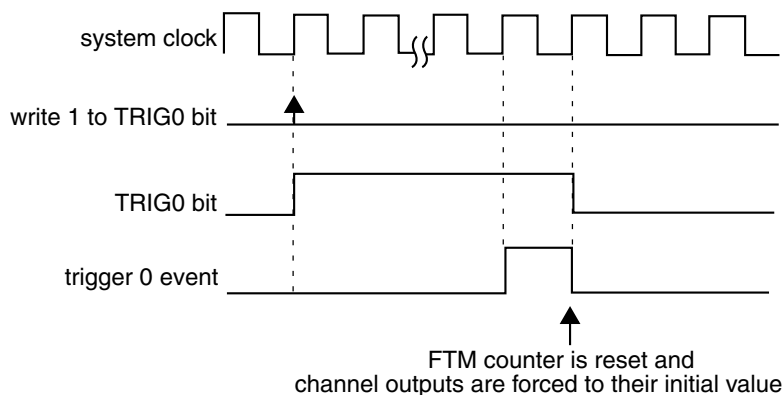 system clock
write 1 to TRIG0 bit
TRIG0 bit
trigger 0 event
FTM counter is reset and
channel outputs are forced to their initial value